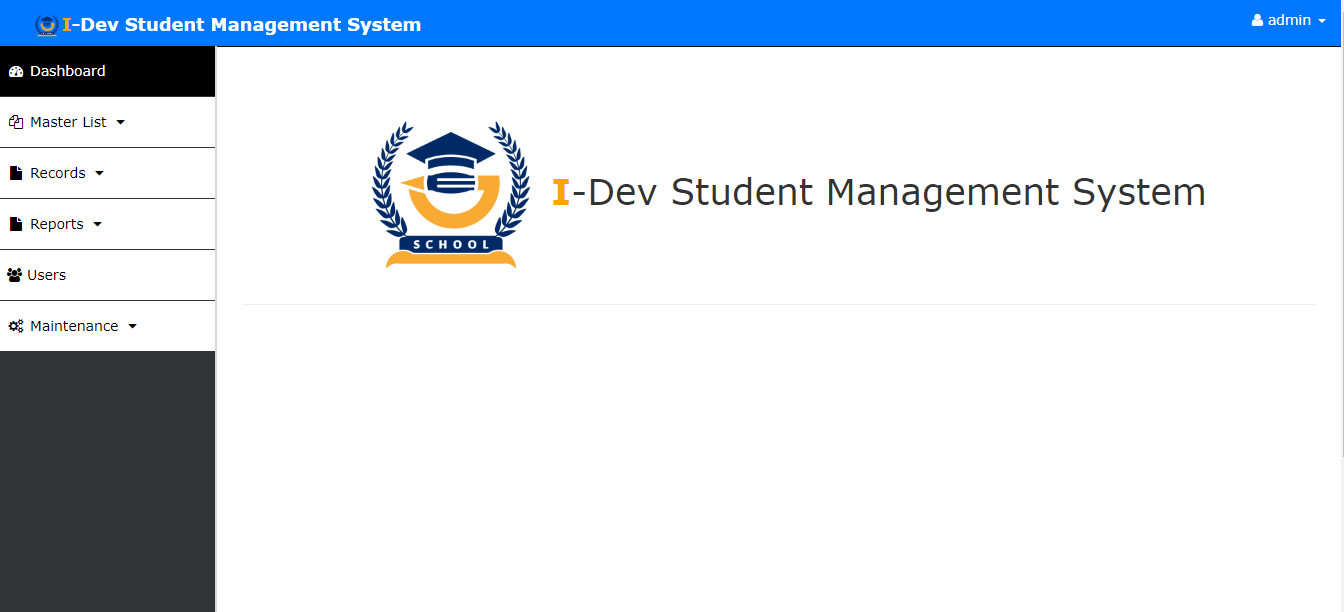 I-Dev Student Management System
admin
Dashboard
Master List
Records
Reports
Users
Maintenance
SCHOOL
I-Dev Student Management System